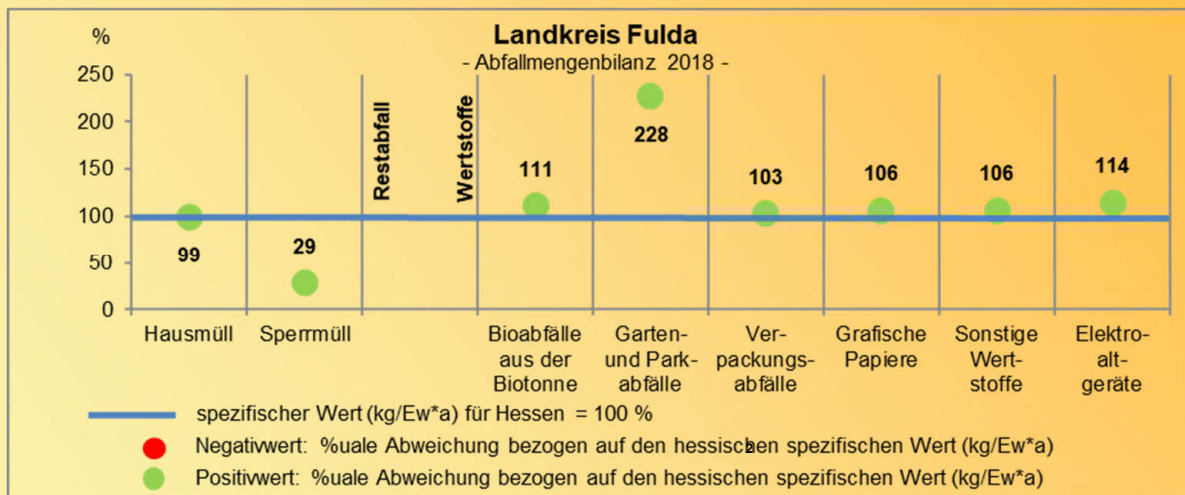 Landkreis Fulda
- Abfallmengenbilanz 2018 -
%
250
200
150
100
50
0
Restabfall
Wertstoffe
99
29
111
228
103
106
106
114
Hausmüll
Sperrmüll
Bioabfälle
aus der
Biotonne
Garten-
und Park-
abfälle
Ver-
packungs-
abfälle
Grafische
Papiere
Sonstige
Wert-
stoffe
Elektro-
alt-
geräte
spezifischer Wert (kg/Ew*a) für Hessen = 100 %
Negativwert: %uale Abweichung bezogen auf den hessischen spezifischen Wert (kg/Ew*a)
2
Positivwert: %uale Abweichung bezogen auf den hessischen spezifischen Wert (kg/Ew*a)